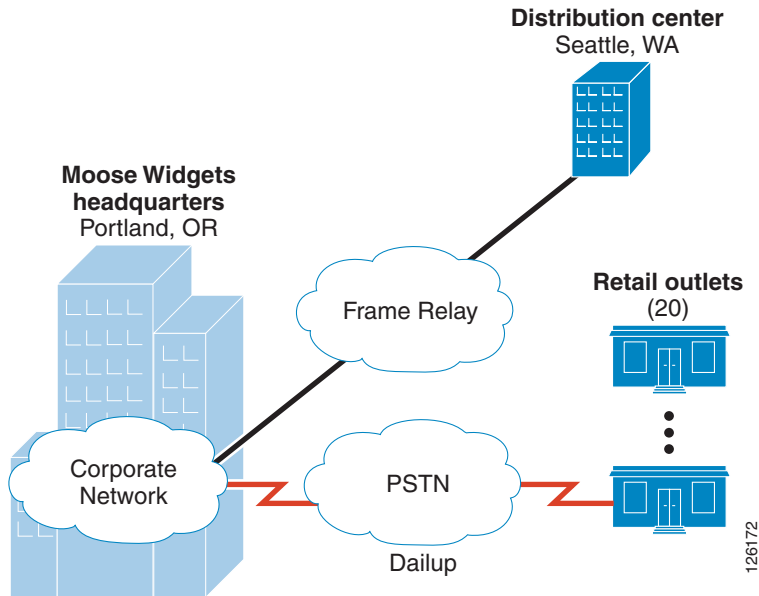 Distribution center
Seattle, WA
Moose Widgets
headquarters
Portland, OR
Frame Relay
Retail outlets
(20)
Corporate
Network
PSTN
Dailup
126172